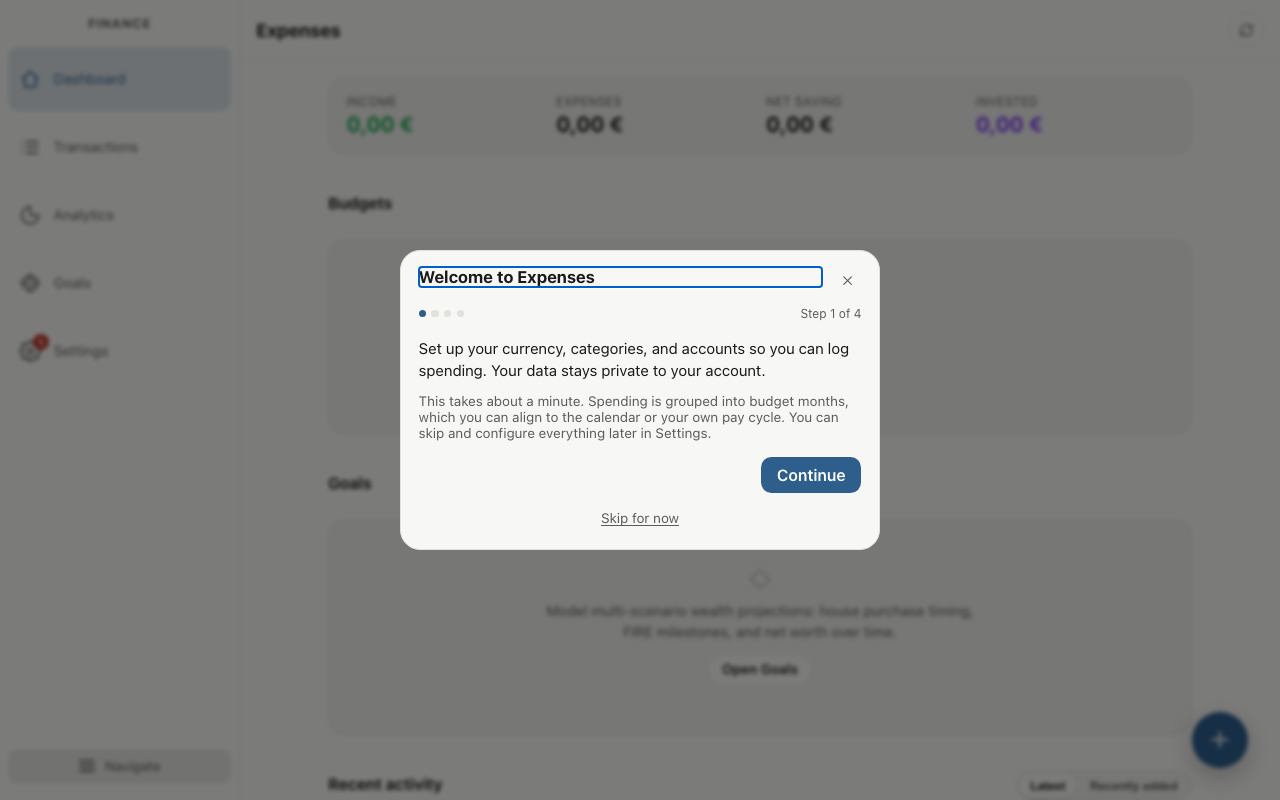 FINANCE
Expenses
Dashboard
Transactions
Analytics
Goals
Settings
Navigate
INCOME
0,00 €
EXPENSES
0,00 €
NET SAVING
0,00 €
INVESTED
0,00 €
Budgets
Welcome to Expenses
Step 1 of 4
Set up your currency, categories, and accounts so you can log
spending. Your data stays private to your account.
This takes about a minute. Spending is grouped into budget months,
which you can align to the calendar or your own pay cycle. You can
skip and configure everything later in Settings.
Continue
Skip for now
Goals
Model multi-scenario wealth projections: house purchase timing,
FIRE milestones, and net worth over time.
Open Goals
Recent activity
Latest
Recently added